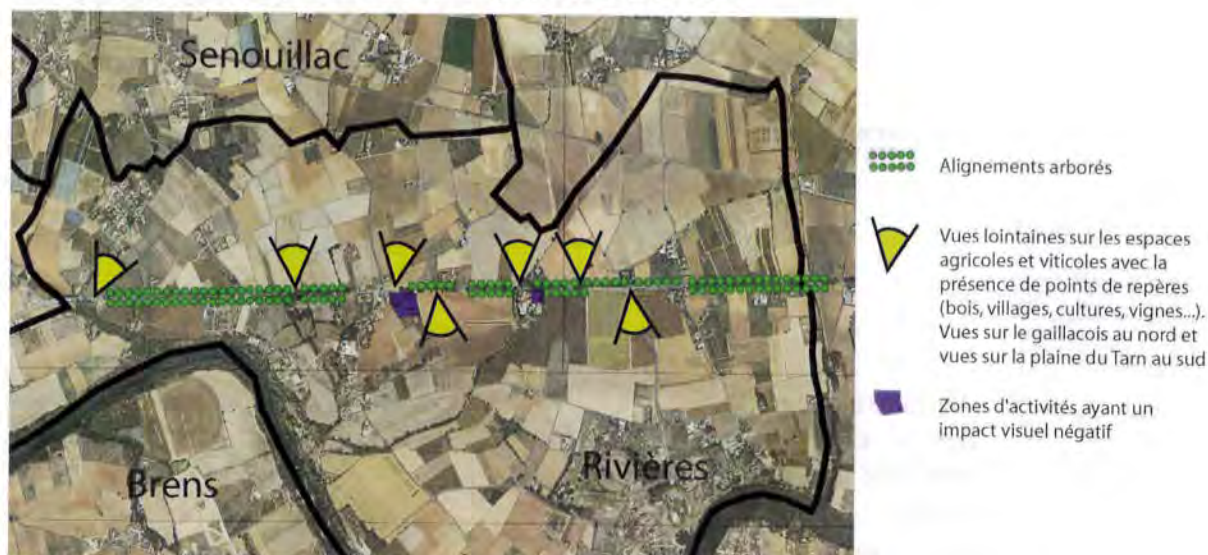 Senouillac
Brens
Rivières
Alignements arborés
Vues lointaines sur les espaces
agricoles et viticoles avec la
présence de points de repères
(bois, villages, cultures, vignes...).
Vues sur le gaillacois au nord et
vues sur la plaine du Tarn au sud
Zones d'activités ayant un
impact visuel négatif